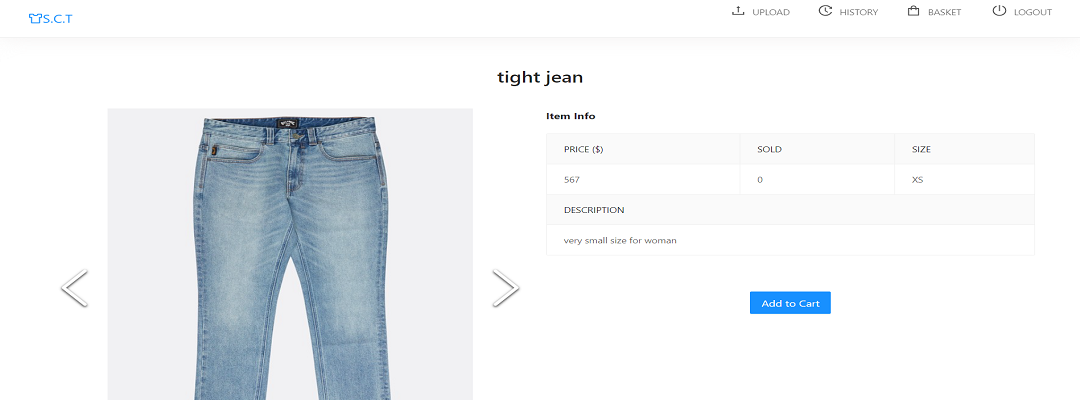 S.C.T
UPLOAD HISTORY BASKET LOGOUT
tight jean
Item Info
PRICE ($) SOLD SIZE
567 0 XS
DESCRIPTION
very small size for woman
Add to Cart